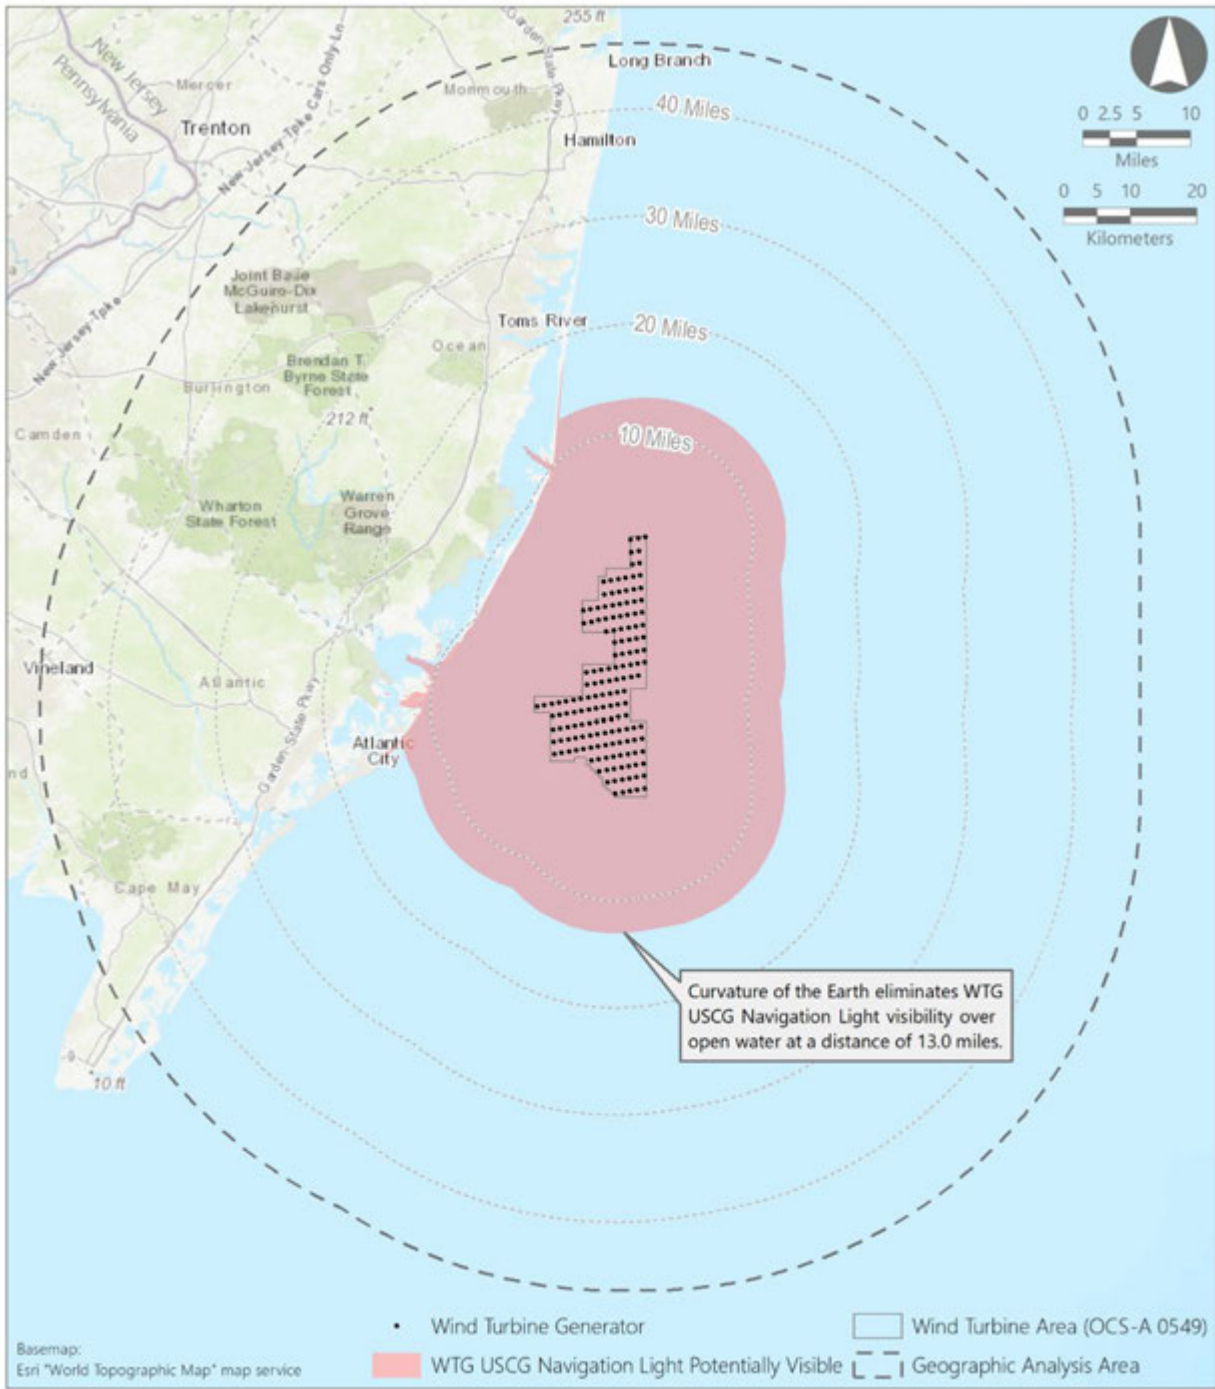 255 ft
Long Branch
New Jersey
Pennsylvania
Mercer
Monmouth
Garden State Pkwy
40 Miles
0 2.5 5 10
Miles
Trenton
New Jersey-Tpke Cars Only-Ln
Hamilton
0 5 10 20
Kilometers
30 Miles
Joint Base
McGuire-Dix
Lakehurst
Toms River
20 Miles
New Jersey-Tpke
Ocean
Brendan T.
Byrne State
Forest
Burlington
212 ft
Camden
10 Miles
Wharton
State Forest
Warren
Grove
Range
Vineland
Atlantic
Garden State Pkwy
Atlantic
City
nd
Cape May
10 ft
Curvature of the Earth eliminates WTG
USCG Navigation Light visibility over
open water at a distance of 13.0 miles.
Wind Turbine Generator
Wind Turbine Area (OCS-A 0549)
WTG USCG Navigation Light Potentially Visible
Geographic Analysis Area
Basemap:
Esri "World Topographic Map" map service